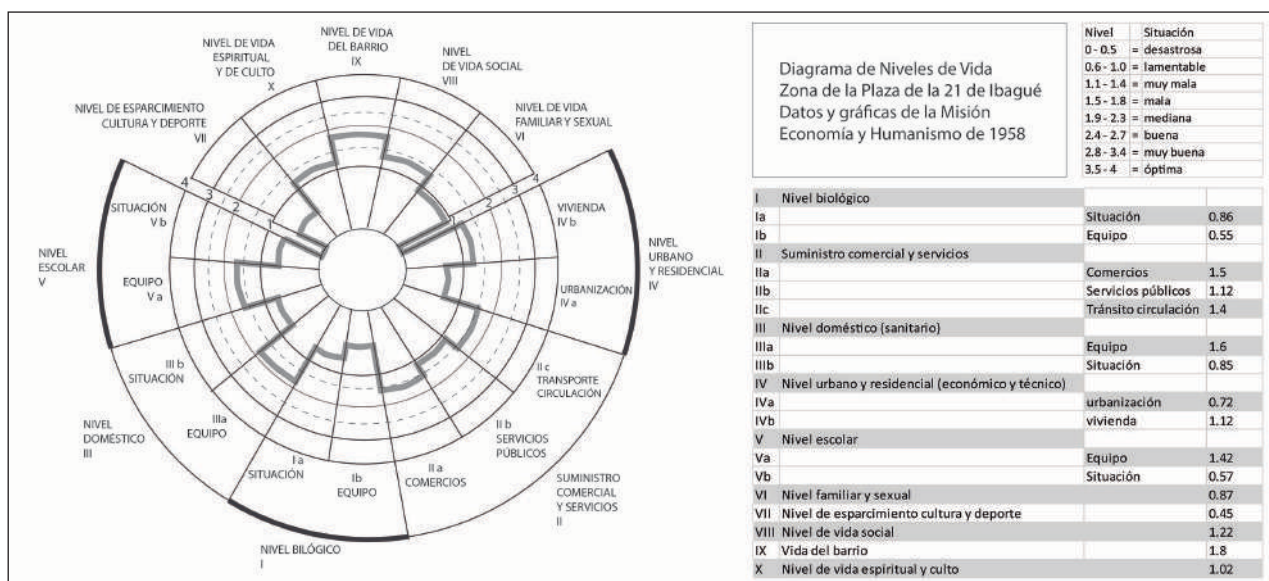 NIVEL DE VIDA
ESPIRITUAL
Y DE CULTO
X
NIVEL DE VIDA
DEL BARRIO
IX
NIVEL
DE VIDA SOCIAL
VIII
NIVEL DE ESPARCIMIENTO
CULTURA Y DEPORTE
VII
NIVEL DE VIDA
FAMILIAR Y SEXUAL
VI
4
3
2
1
1
2
3
4
SITUACIÓN
V b
VIVIENDA
IV b
NIVEL
ESCOLAR
V
NIVEL
URBANO
Y RESIDENCIAL
IV
EQUIPO
V a
URBANIZACIÓN
IV a
III b
SITUACIÓN
II c
TRANSPORTE
CIRCULACIÓN
NIVEL
DOMÉSTICO
III
IIIa
EQUIPO
II b
SERVICIOS
PÚBLICOS
I a
SITUACIÓN
Ib
EQUIPO
II a
COMERCIOS
SUMINISTRO
COMERCIAL
Y SERVICIOS
II
NIVEL BILÓGICO
I
Diagrama de Niveles de Vida
Zona de la Plaza de la 21 de Ibagué
Datos y gráficas de la Misión
Economía y Humanismo de 1958
Nivel Situación
0 - 0.5 = desastrosa
0.6 - 1.0 = lamentable
1.1 - 1.4 = muy mala
1.5 - 1.8 = mala
1.9 - 2.3 = mediana
2.4 - 2.7 = buena
2.8 - 3.4 = muy buena
3.5 - 4 = óptima
I Nivel biológico
Ia Situación 0.86
Ib Equipo 0.55
II Suministro comercial y servicios
IIa Comercios 1.5
IIb Servicios públicos 1.12
IIc Tránsito circulación 1.4
III Nivel doméstico (sanitario)
IIIa Equipo 1.6
IIIb Situación 0.85
IV Nivel urbano y residencial (económico y técnico)
IVa urbanización 0.72
IVb vivienda 1.12
V Nivel escolar
Va Equipo 1.42
Vb Situación 0.57
VI Nivel familiar y sexual 0.87
VII Nivel de esparcimiento cultura y deporte 0.45
VIII Nivel de vida social 1.22
IX Vida del barrio 1.8
X Nivel de vida espiritual y culto 1.02